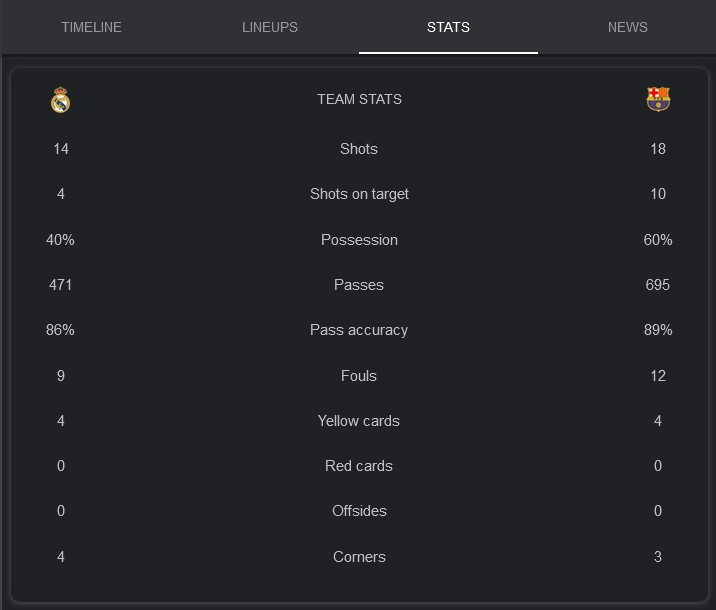 TIMELINE LINEUPS STATS NEWS
TEAM STATS
14 Shots 18
4 Shots on target 10
40% Possession 60%
471 Passes 695
86% Pass accuracy 89%
9 Fouls 12
4 Yellow cards 4
0 Red cards 0
0 Offsides 0
4 Corners 3